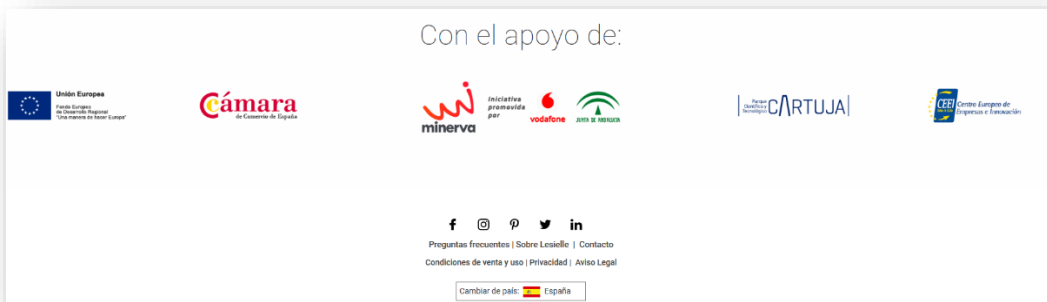 Con el apoyo de:
Unión Europea
Fondo Europeo
de Desarrollo Regional
"Una manera de hacer Europa"
Cámara
de Comercio de España
minerva
Iniciativa
promovida
por
vodafone
JUNTA DE ANDALUCIA
Parque
Científico y
Tecnológico
CARTUJA
CEEI
Centro Europeo de
Empresas e Innovación
Preguntas frecuentes | Sobre Lesielle | Contacto
Condiciones de venta y uso | Privacidad | Aviso Legal
Cambiar de país: España